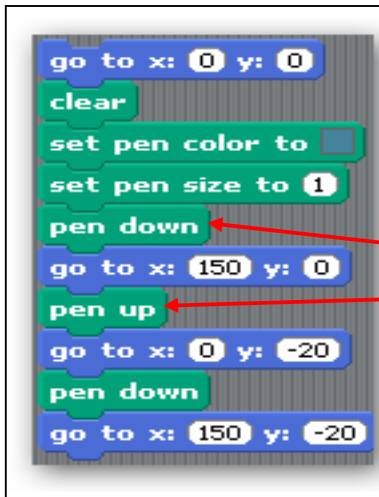 go to x: 0 y: 0
clear
set pen color to
set pen size to 1
pen down
go to x: 150 y: 0
pen up
go to x: 0 y: -20
pen down
go to x: 150 y: -20